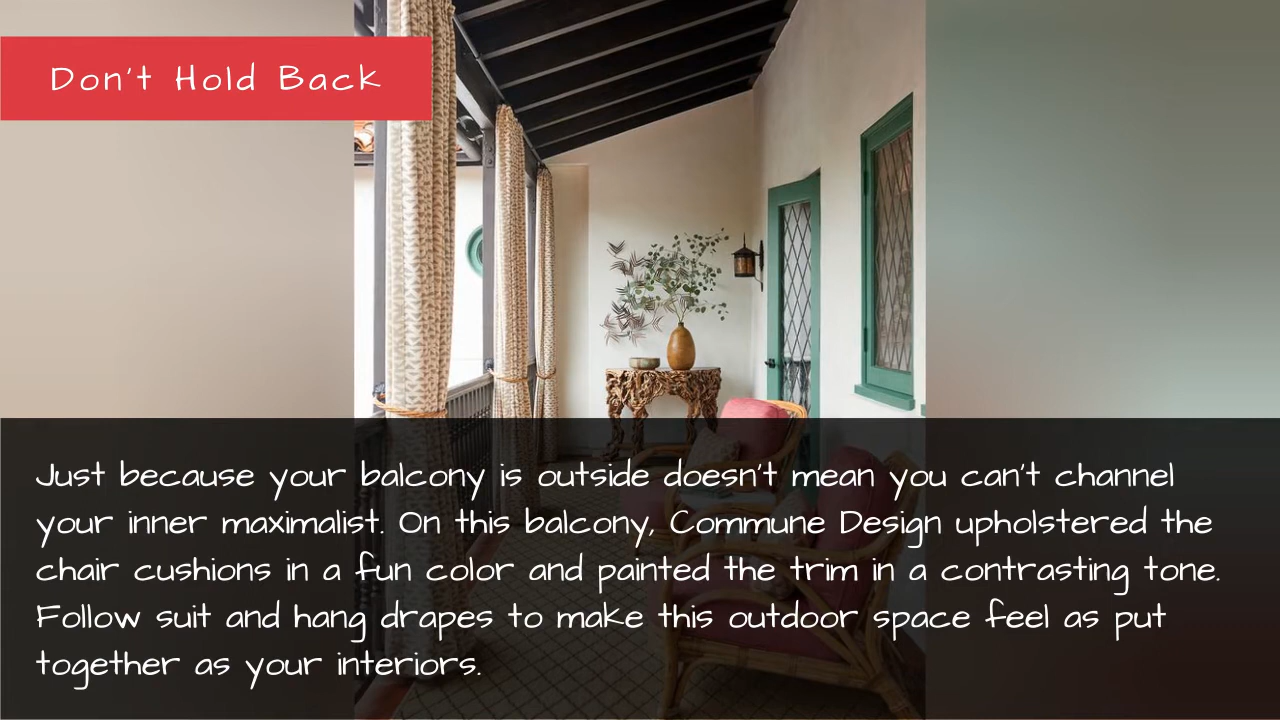 Don't Hold Back
Just because your balcony is outside doesn't mean you can't channel
your inner maximalist. On this balcony, Commune Design upholstered the
chair cushions in a fun color and painted the trim in a contrasting tone.
Follow suit and hang drapes to make this outdoor space feel as put
together as your interiors.